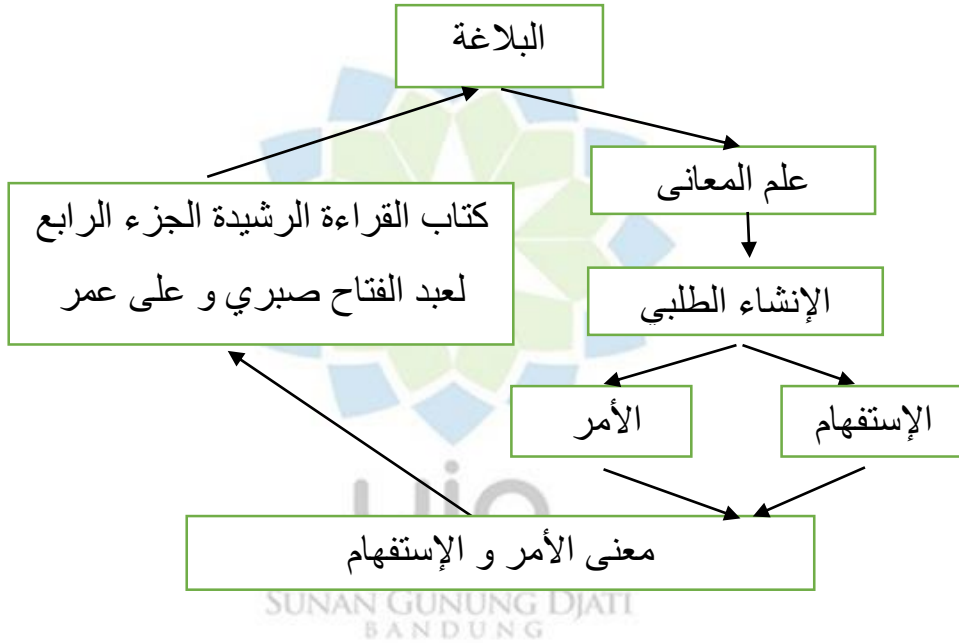 البلاغة
علم المعانى
كتاب القراءة الرشيدة الجزء الرابع
لعبد الفتاح صبري و على عمر
الإنشاء الطلبي
الإستفهام
الأمر
معنى الأمر و الإستفهام
uin
SUNAN GUNUNG DJATI
BANDUNG